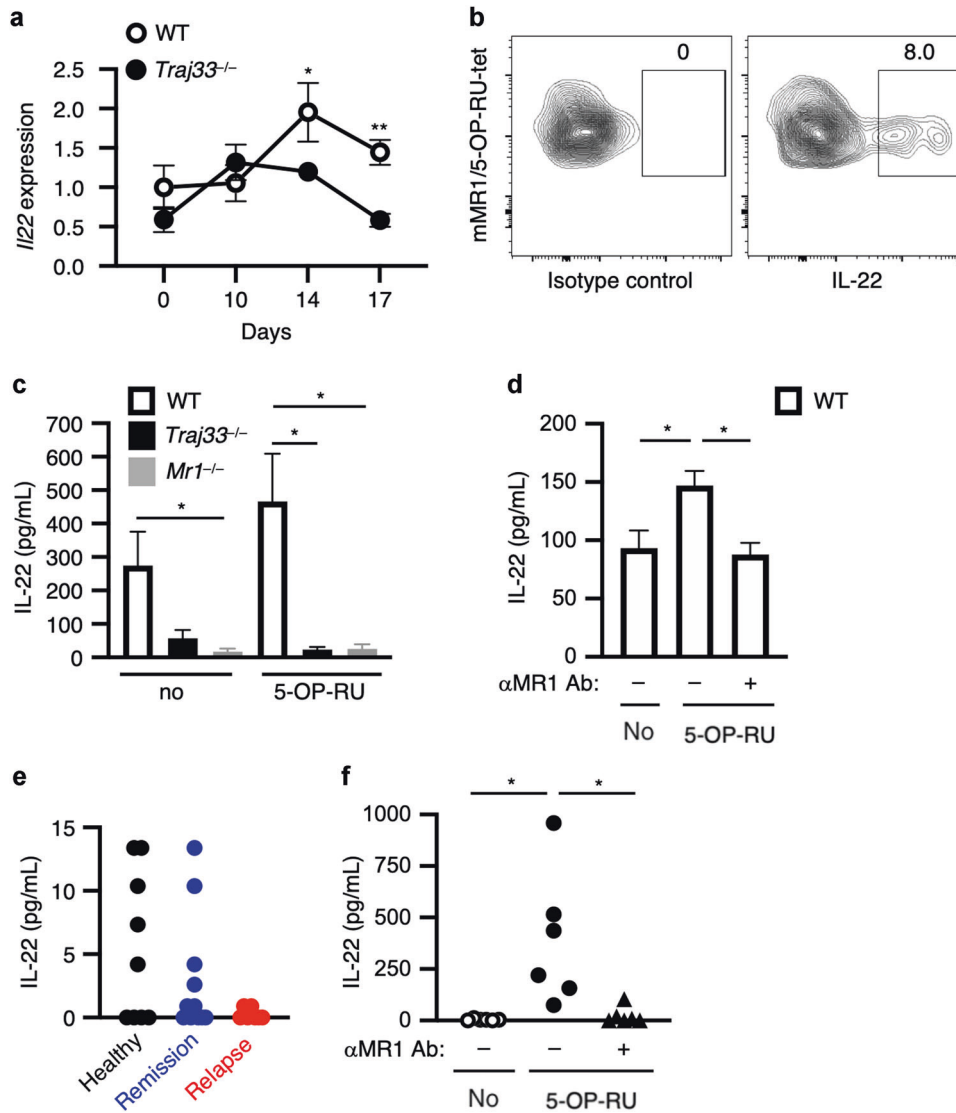 a
WT
Traj33–/–
Il22 expression
2.5
2.0
1.5
1.0
0.5
0.0
*
**
0 10 14 17
Days
b
mMR1/5-OP-RU-tet
0
8.0
Isotype control
IL-22
c
WT
Traj33–/–
Mr1–/–
IL-22 (pg/mL)
700
600
500
400
300
200
100
0
*
*
*
no
5-OP-RU
d
WT
IL-22 (pg/mL)
200
150
100
50
0
* *
αMR1 Ab: – – +
No
5-OP-RU
e
IL-22 (pg/mL)
15
10
5
0
Healthy
Remission
Relapse
f
IL-22 (pg/mL)
1000
750
500
250
0
* *
αMR1 Ab: – – +
No
5-OP-RU